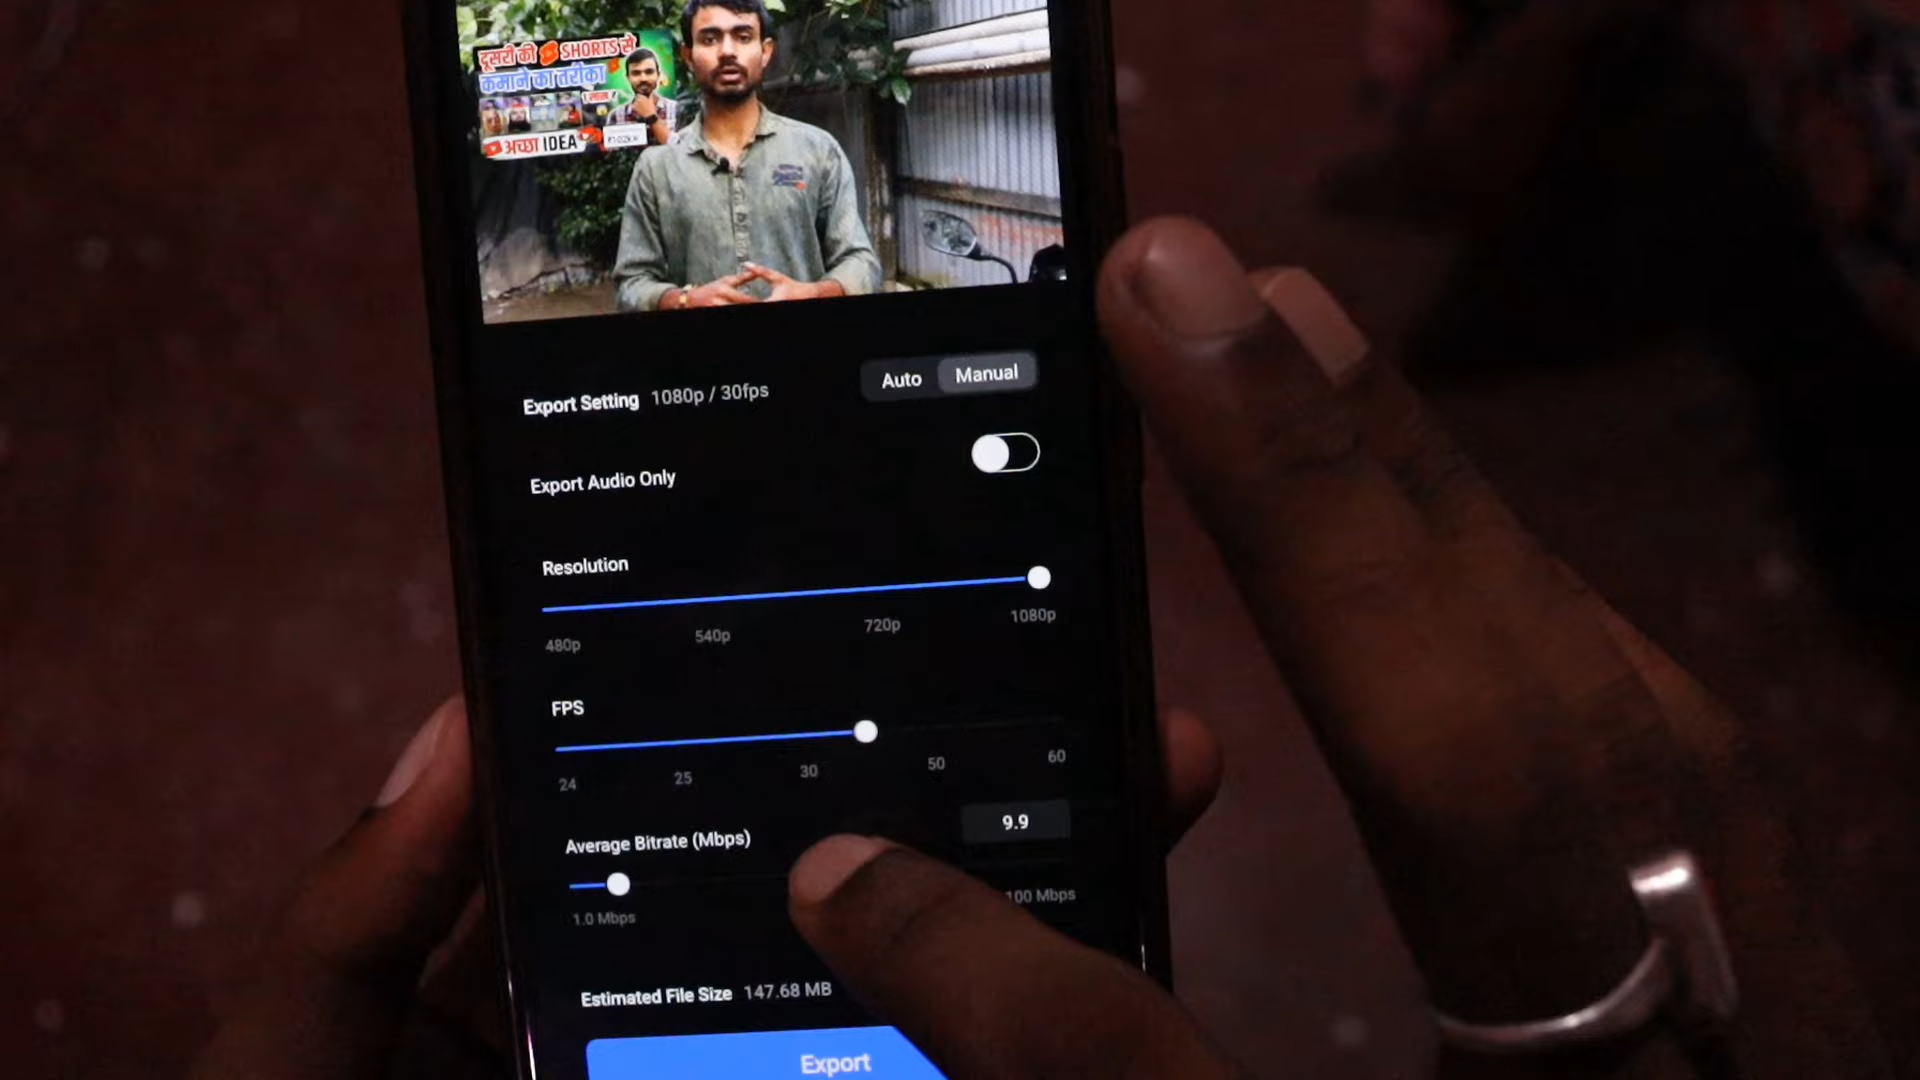 दूसरों की SHORTS से
कमाने का तरीका
1 लाख /
अच्छा IDEA
Export Setting 1080p / 30fps
Auto Manual
Export Audio Only
Resolution
480p 540p 720p 1080p
FPS
24 25 30 50 60
Average Bitrate (Mbps) 9.9
1.0 Mbps 100 Mbps
Estimated File Size 147.68 MB
Export